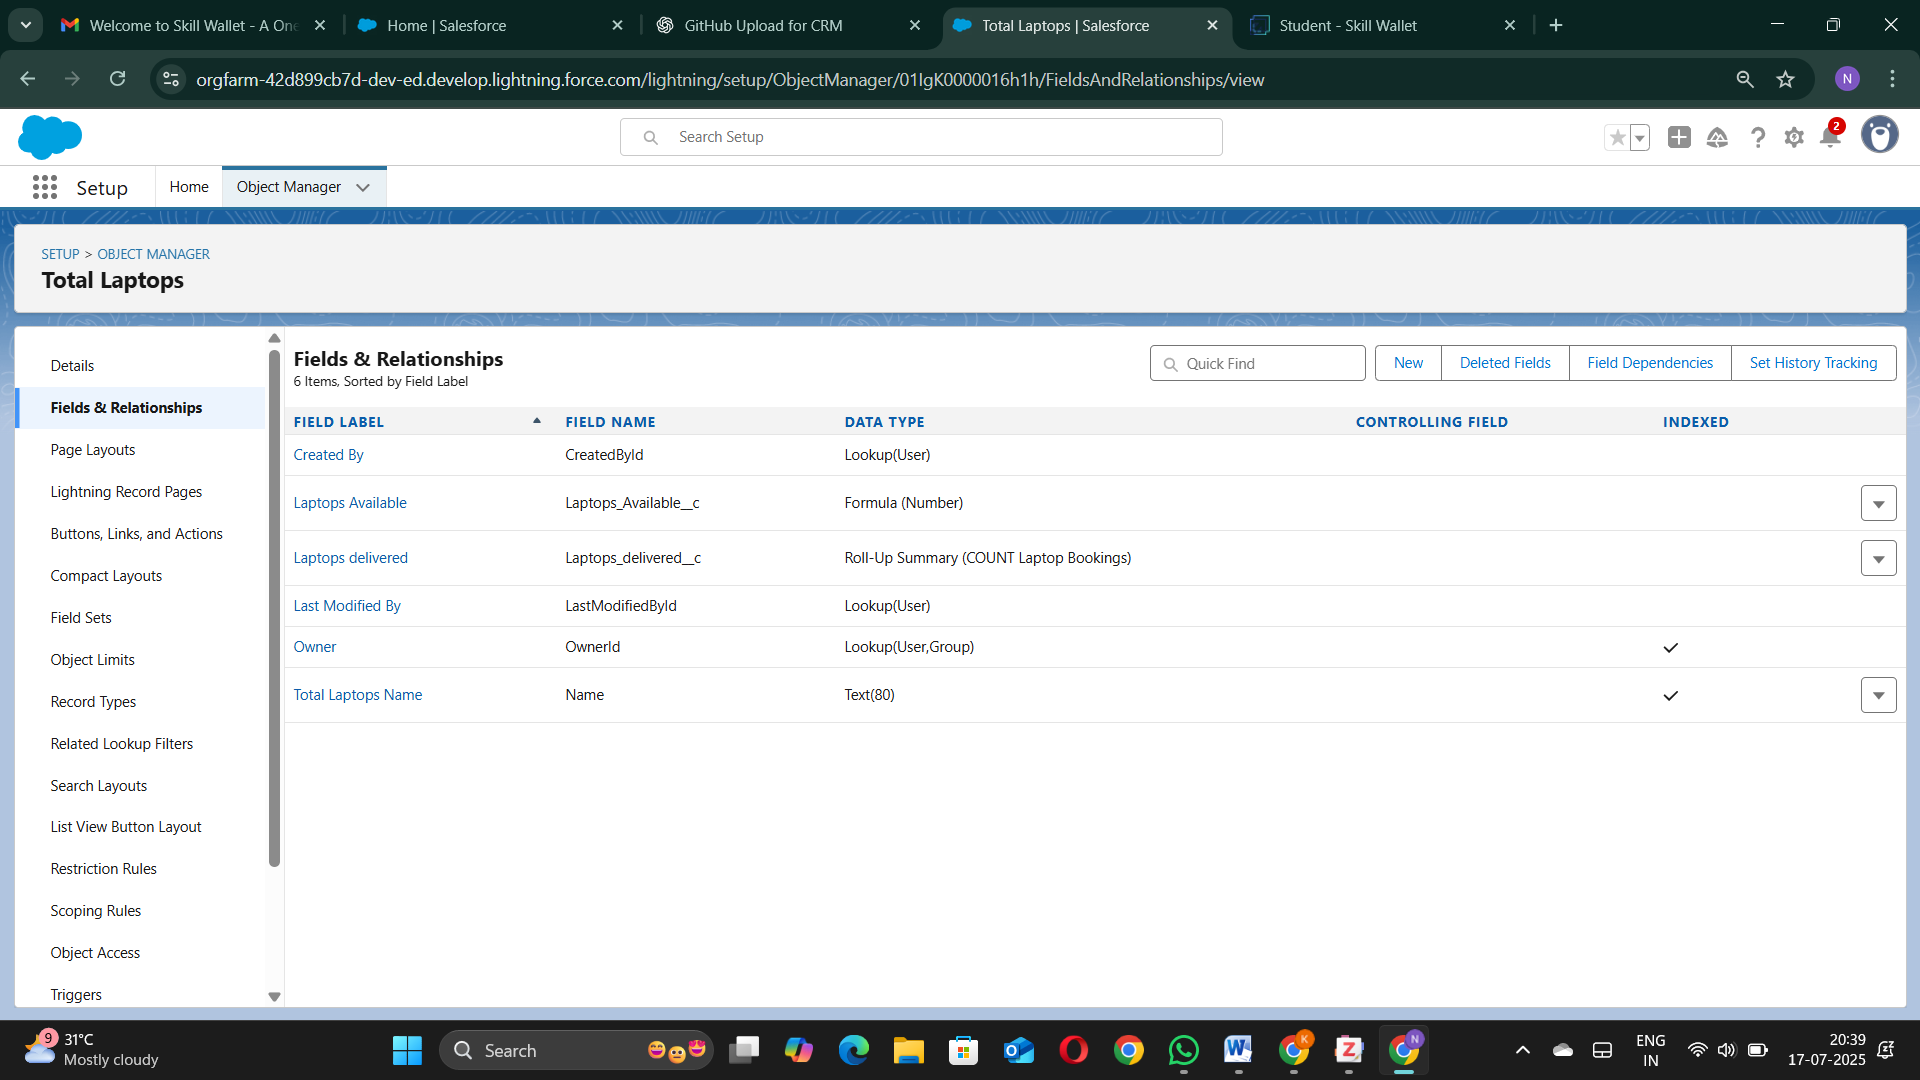 Welcome to Skill Wallet - A One
Home | Salesforce
GitHub Upload for CRM
Total Laptops | Salesforce
Student - Skill Wallet
orgfarm-42d899cb7d-dev-ed.develop.lightning.force.com/lightning/setup/ObjectManager/01IgK0000016h1h/FieldsAndRelationships/view
N
Search Setup
2
Setup
Home
Object Manager
SETUP > OBJECT MANAGER
Total Laptops
Details
Fields & Relationships
Page Layouts
Lightning Record Pages
Buttons, Links, and Actions
Compact Layouts
Field Sets
Object Limits
Record Types
Related Lookup Filters
Search Layouts
List View Button Layout
Restriction Rules
Scoping Rules
Object Access
Triggers
Fields & Relationships
6 Items, Sorted by Field Label
Quick Find
New
Deleted Fields
Field Dependencies
Set History Tracking
FIELD LABEL FIELD NAME DATA TYPE CONTROLLING FIELD INDEXED
Created By CreatedById Lookup(User)
Laptops Available Laptops_Available__c Formula (Number)
Laptops delivered Laptops_delivered__c Roll-Up Summary (COUNT Laptop Bookings)
Last Modified By LastModifiedById Lookup(User)
Owner OwnerId Lookup(User,Group)
Total Laptops Name Name Text(80)
9
31°C
Mostly cloudy
Search
W
K
Z
N
ENG
IN
20:39
17-07-2025